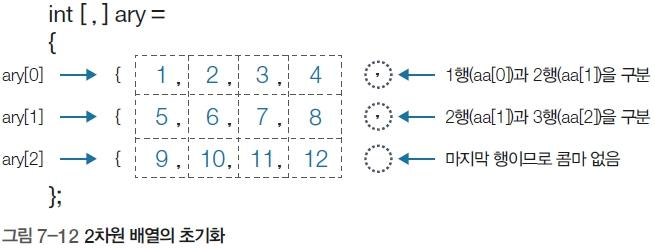 int [ , ] ary =
{
ary[0] { 1 , 2 , 3 , 4 , 1행(aa[0])과 2행(aa[1])을 구분
ary[1] { 5 , 6 , 7 , 8 , 2행(aa[1])과 3행(aa[2])을 구분
ary[2] { 9 , 10 , 11 , 12 마지막 행이므로 콤마 없음
};
그림 7-12 2차원 배열의 초기화